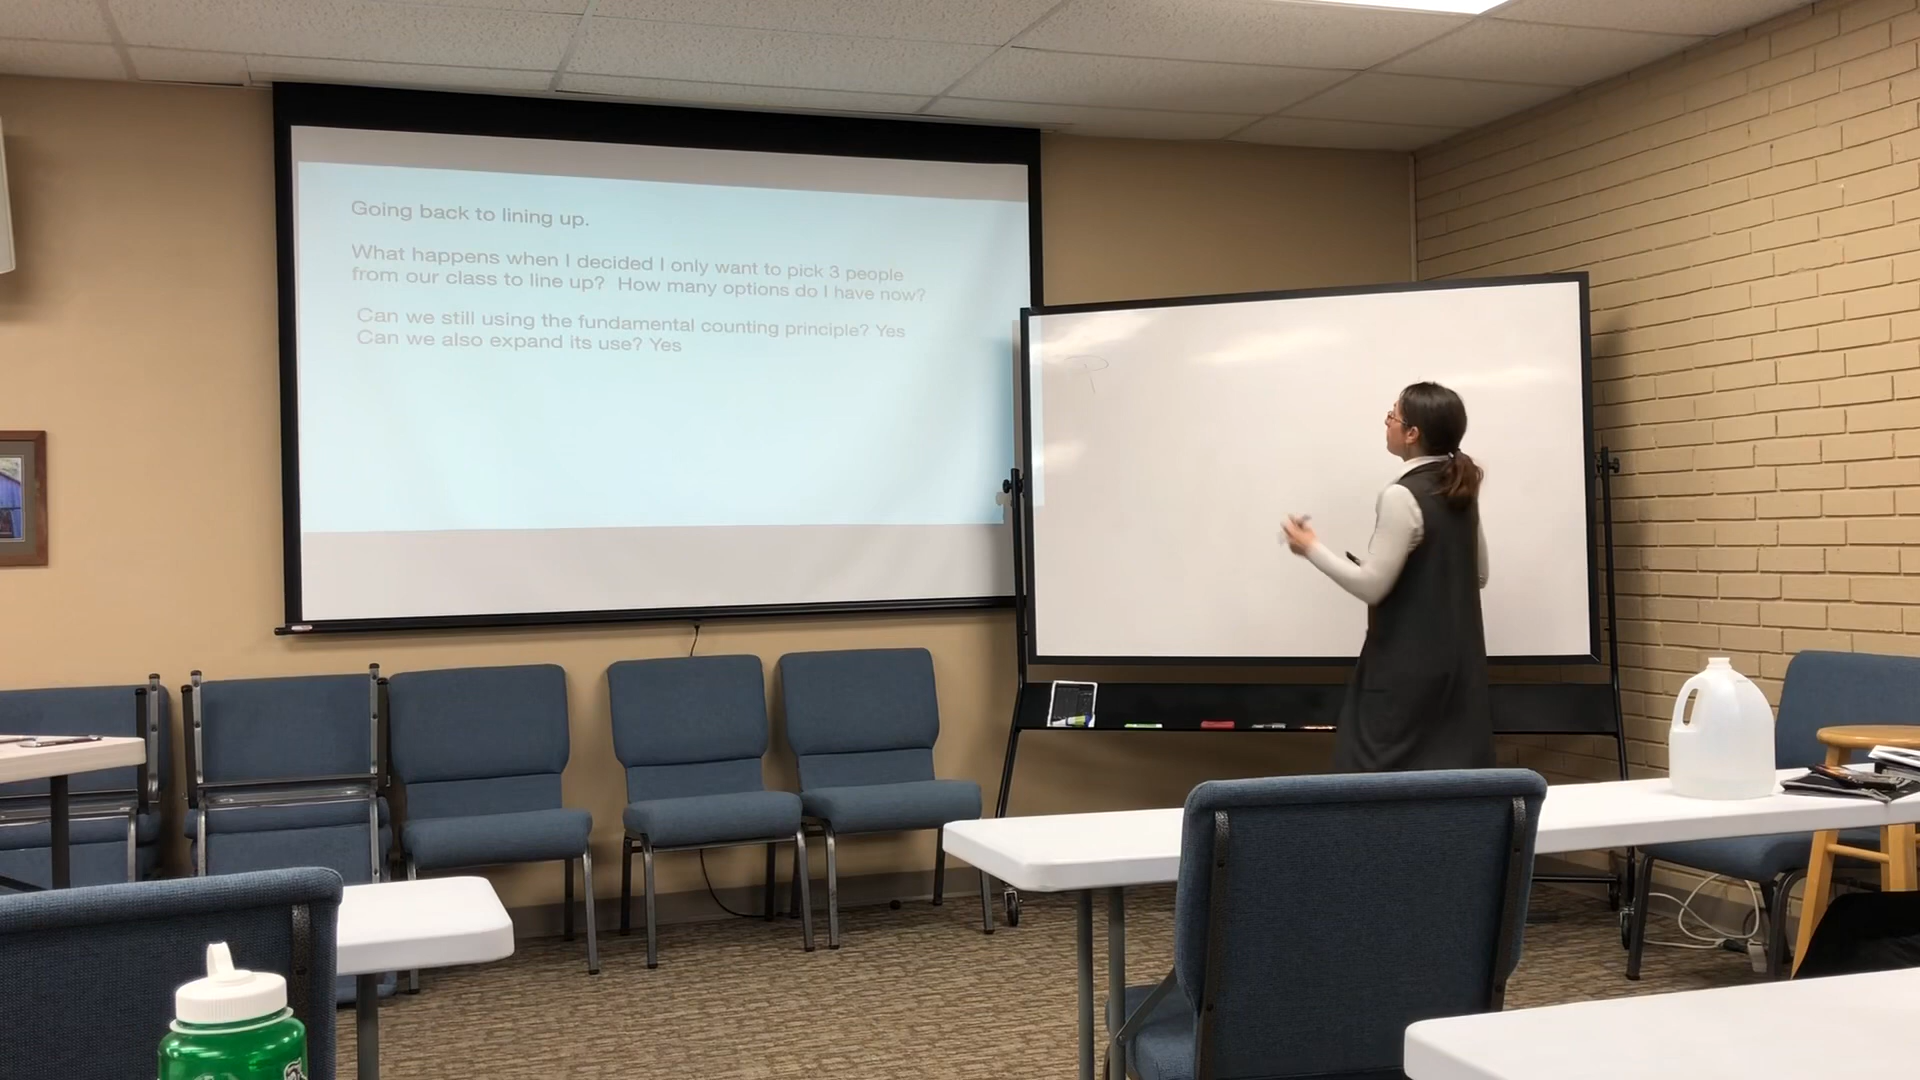 Going back to lining up.
What happens when I decided I only want to pick 3 people
from our class to line up? How many options do I have now?
Can we still using the fundamental counting principle? Yes
Can we also expand its use? Yes
P